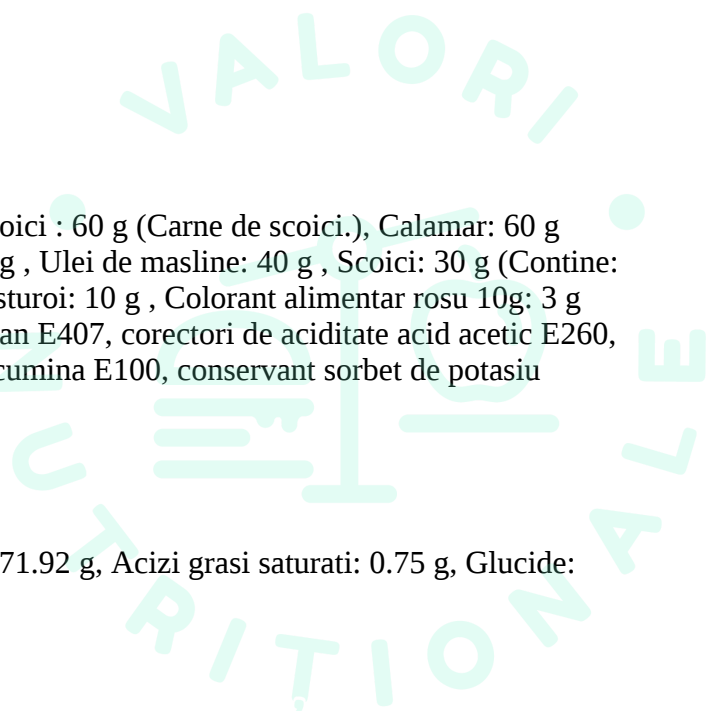 VALORI
oici : 60 g (Carne de scoici.), Calamar: 60 g
g , Ulei de masline: 40 g , Scoici: 30 g (Contine:
sturoi: 10 g , Colorant alimentar rosu 10g: 3 g
an E407, corectori de aciditate acid acetic E260,
cumina E100, conservant sorbet de potasiu
71.92 g, Acizi grasi saturati: 0.75 g, Glucide:
NUTRITIONALE